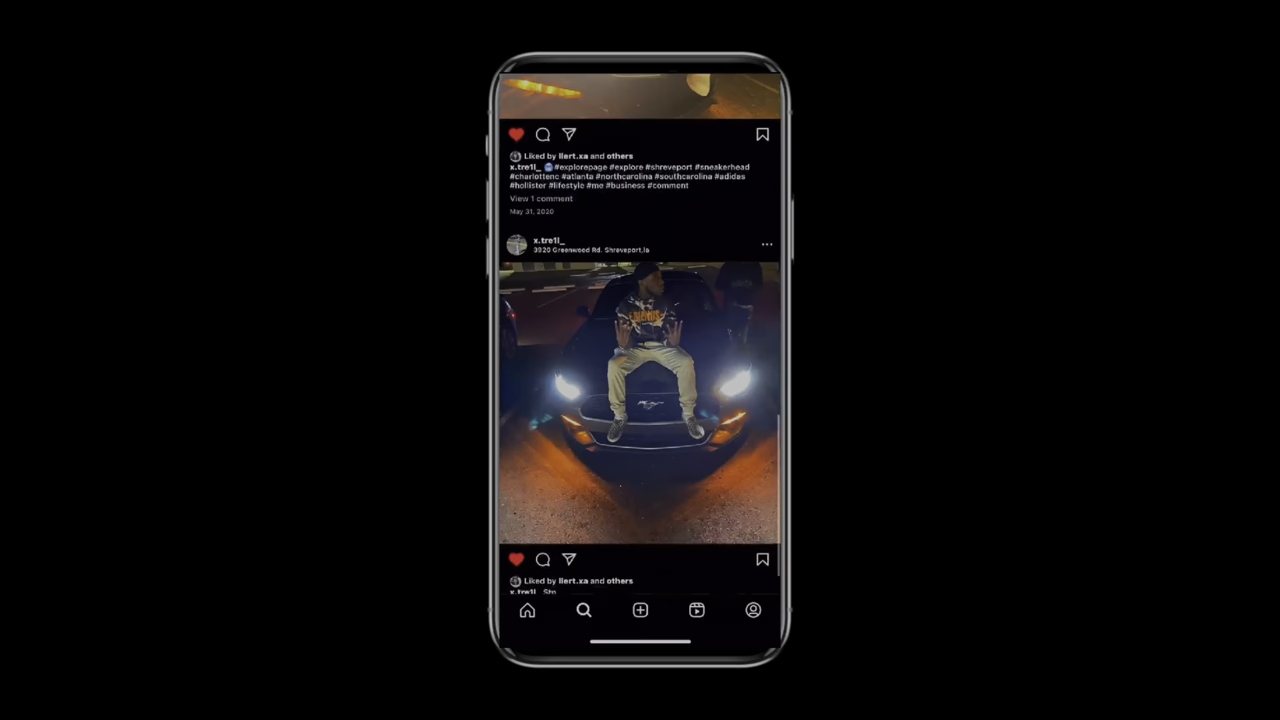 Liked by llert.xa and others
x.tre1l_ #explorepage #explore #shreveport #sneakerhead
#charlottenc #atlanta #northcarolina #southcarolina #adidas
#hollister #lifestyle #me #business #comment
View 1 comment
May 31, 2020
x.tre1l_
3920 Greenwood Rd. Shreveport,la
Liked by llert.xa and others
x.tre1l_ Stp